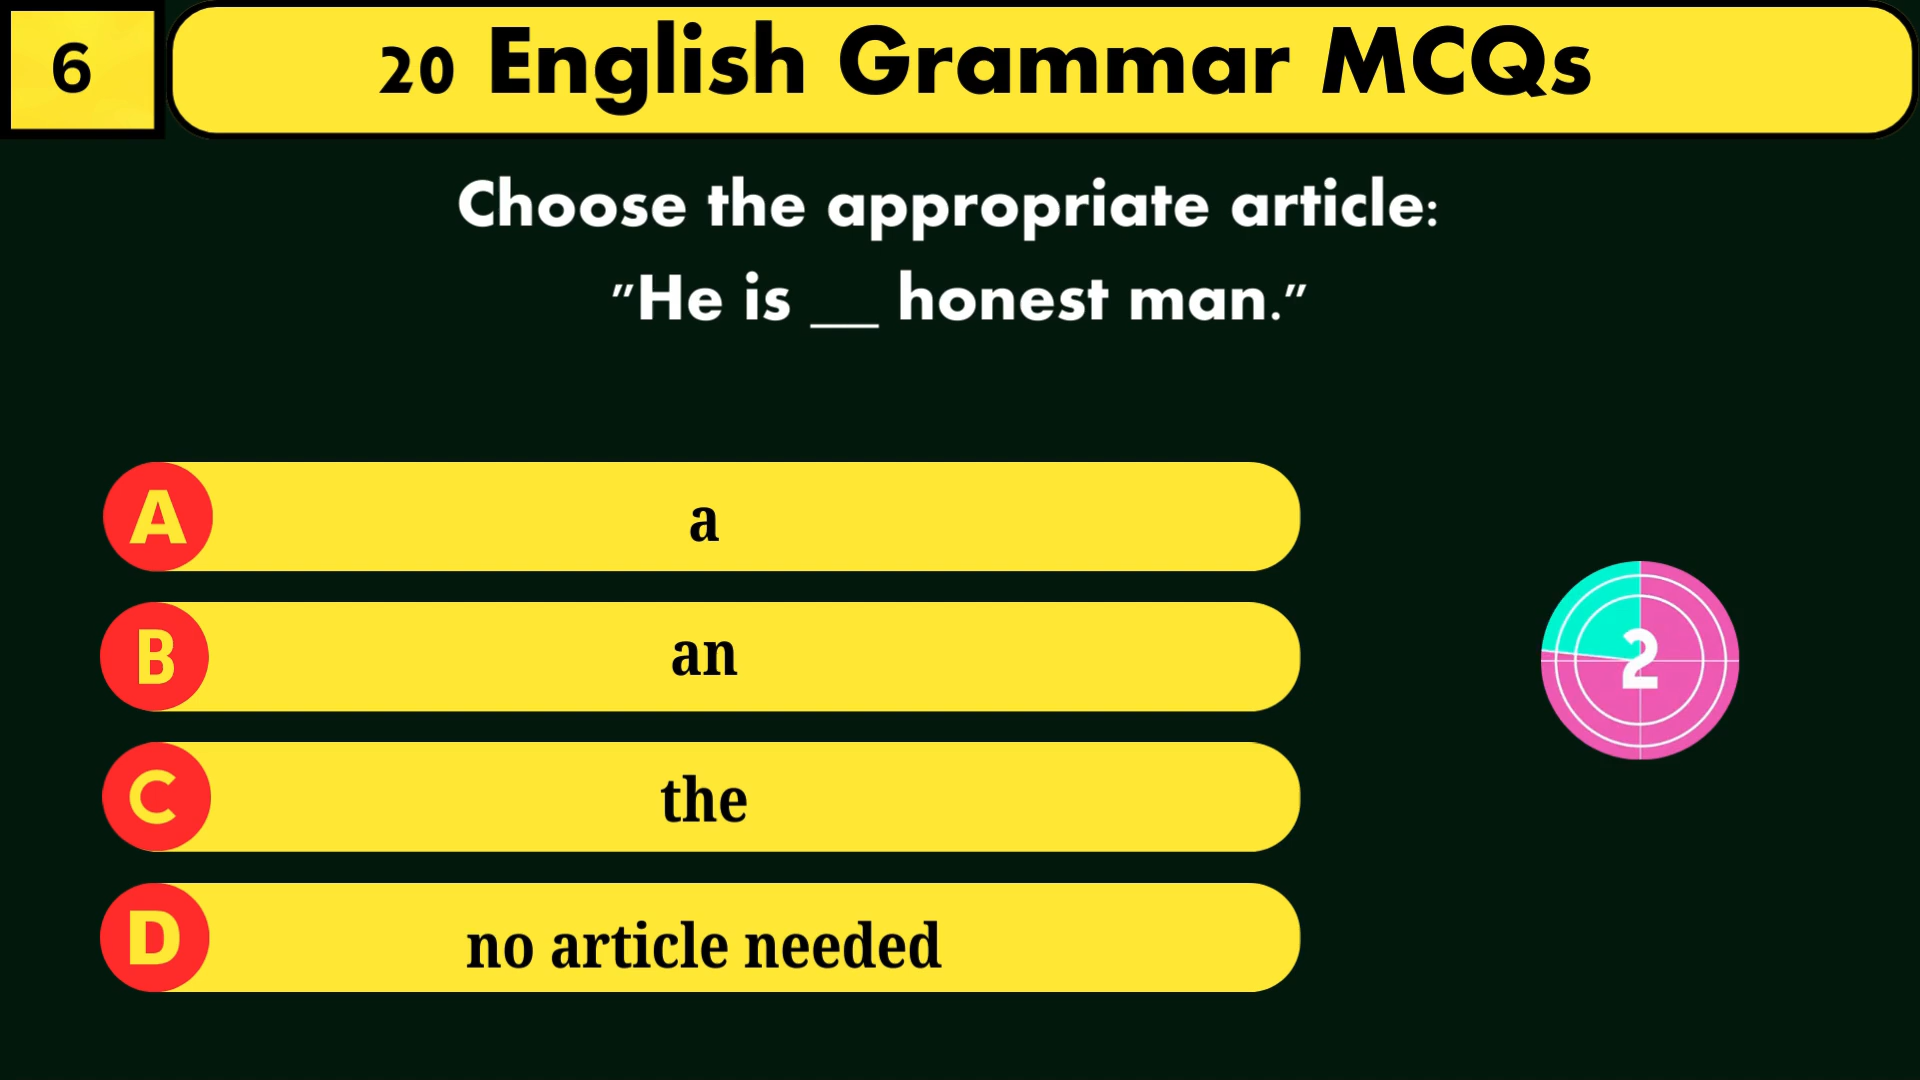 6
20 English Grammar MCQs
Choose the appropriate article:
"He is __ honest man."
A
a
B
an
C
the
D
no article needed
2